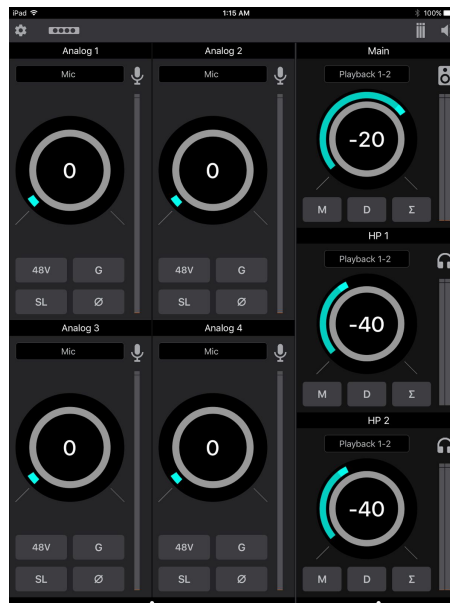 iPad 1:15 AM 100%
Analog 1
Mic
0
48V G
SL Ø
Analog 2
Mic
0
48V G
SL Ø
Analog 3
Mic
0
48V G
SL Ø
Analog 4
Mic
0
48V G
SL Ø
Main
Playback 1-2
-20
M D Σ
HP 1
Playback 1-2
-40
M D Σ
HP 2
Playback 1-2
-40
M D Σ